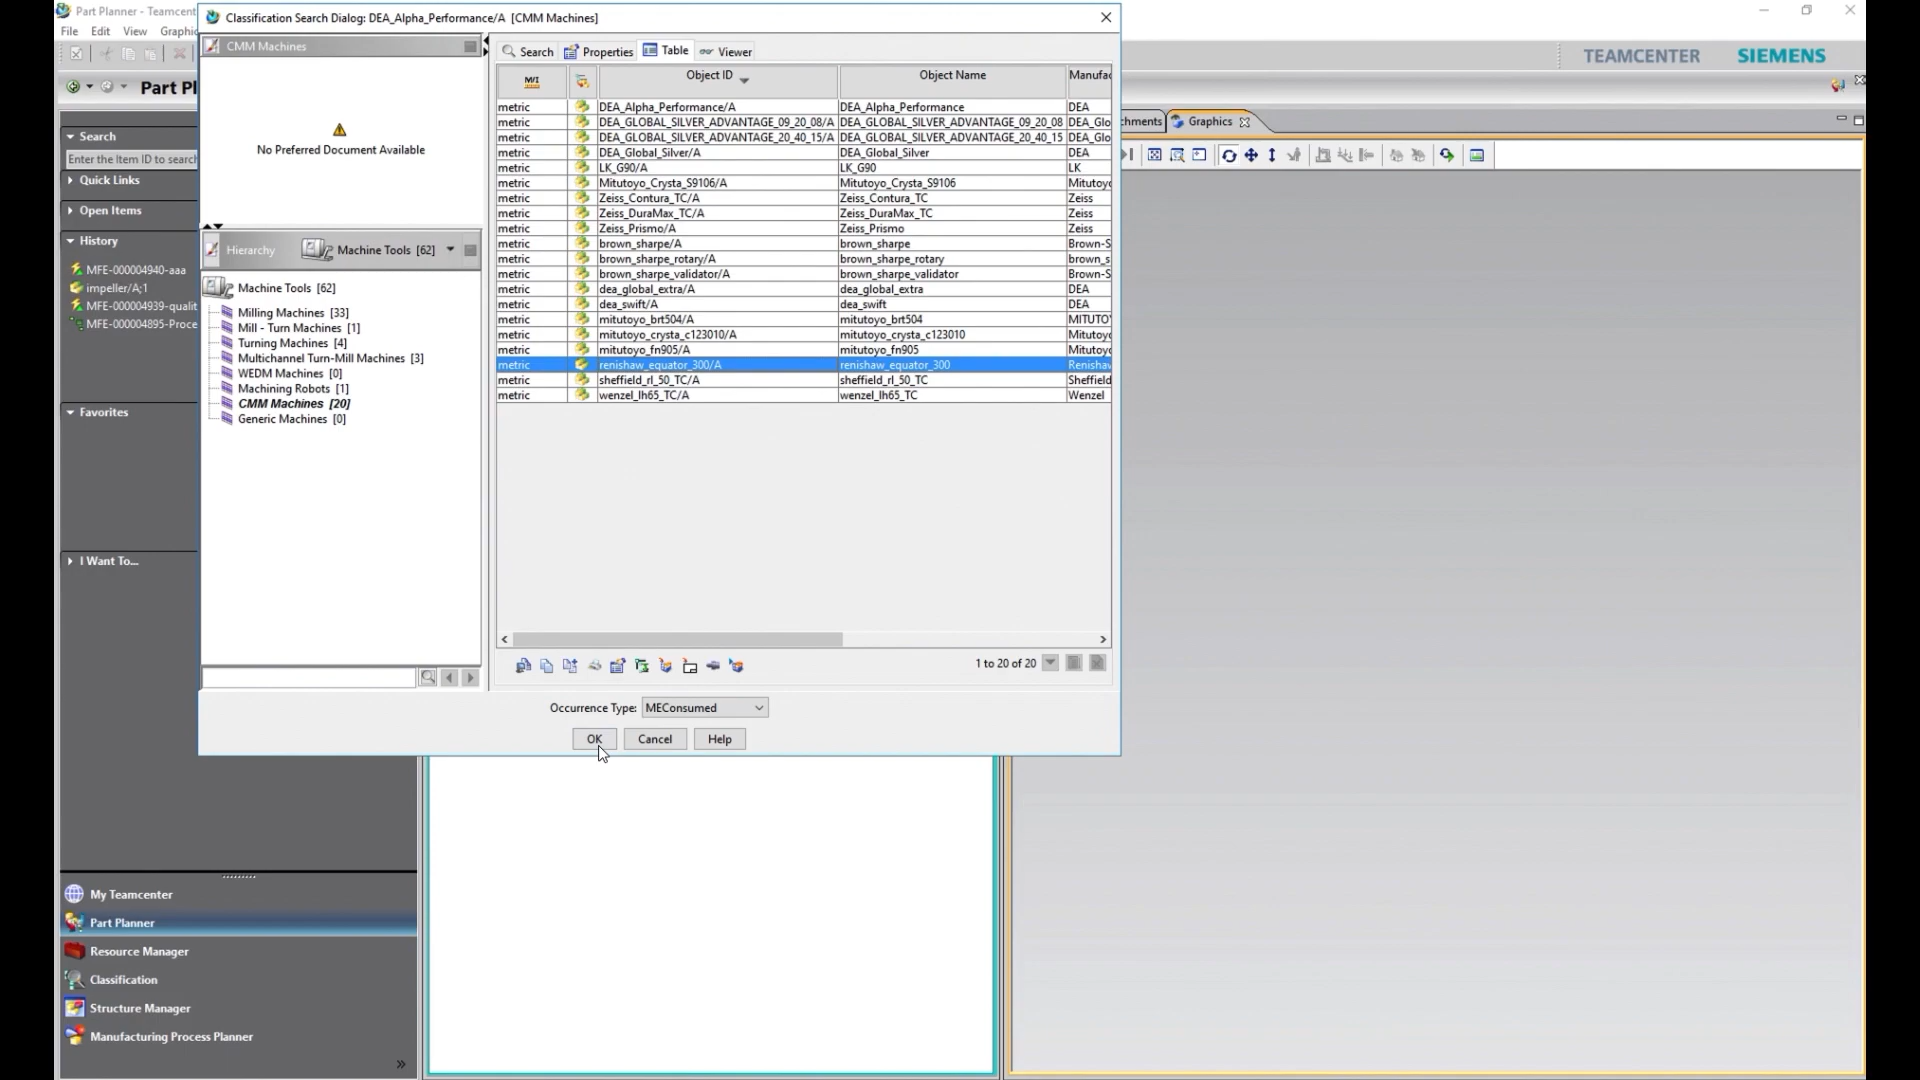 Part Planner - Teamcent
File Edit View Graphic
Part Pl
Search
Enter the Item ID to search
Quick Links
Open Items
History
MFE-000004940-aaa
impeller/A;1
MFE-000004939-qualit
MFE-000004895-Proce
Favorites
I Want To...
My Teamcenter
Part Planner
Resource Manager
Classification
Structure Manager
Manufacturing Process Planner
»
Classification Search Dialog: DEA_Alpha_Performance/A [CMM Machines]
CMM Machines
No Preferred Document Available
Hierarchy Machine Tools [62]
Machine Tools [62]
Milling Machines [33]
Mill - Turn Machines [1]
Turning Machines [4]
Multichannel Turn-Mill Machines [3]
WEDM Machines [0]
Machining Robots [1]
CMM Machines [20]
Generic Machines [0]
Search Properties Table Viewer
M/I Object ID Object Name Manufac
metric DEA_Alpha_Performance/A DEA_Alpha_Performance DEA
metric DEA_GLOBAL_SILVER_ADVANTAGE_09_20_08/A DEA_GLOBAL_SILVER_ADVANTAGE_09_20_08 DEA_Glo
metric DEA_GLOBAL_SILVER_ADVANTAGE_20_40_15/A DEA_GLOBAL_SILVER_ADVANTAGE_20_40_15 DEA_Glo
metric DEA_Global_Silver/A DEA_Global_Silver DEA
metric LK_G90/A LK_G90 LK
metric Mitutoyo_Crysta_S9106/A Mitutoyo_Crysta_S9106 Mitutoyo
metric Zeiss_Contura_TC/A Zeiss_Contura_TC Zeiss
metric Zeiss_DuraMax_TC/A Zeiss_DuraMax_TC Zeiss
metric Zeiss_Prismo/A Zeiss_Prismo Zeiss
metric brown_sharpe/A brown_sharpe Brown-S
metric brown_sharpe_rotary/A brown_sharpe_rotary brown_s
metric brown_sharpe_validator/A brown_sharpe_validator Brown-S
metric dea_global_extra/A dea_global_extra DEA
metric dea_swift/A dea_swift DEA
metric mitutoyo_brt504/A mitutoyo_brt504 MITUTO
metric mitutoyo_crysta_c123010/A mitutoyo_crysta_c123010 Mitutoyo
metric mitutoyo_fn905/A mitutoyo_fn905 Mitutoyo
metric renishaw_equator_300/A renishaw_equator_300 Renishaw
metric sheffield_rl_50_TC/A sheffield_rl_50_TC Sheffield
metric wenzel_lh65_TC/A wenzel_lh65_TC Wenzel
1 to 20 of 20
Occurrence Type: MEConsumed
OK Cancel Help
TEAMCENTER SIEMENS
chments Graphics